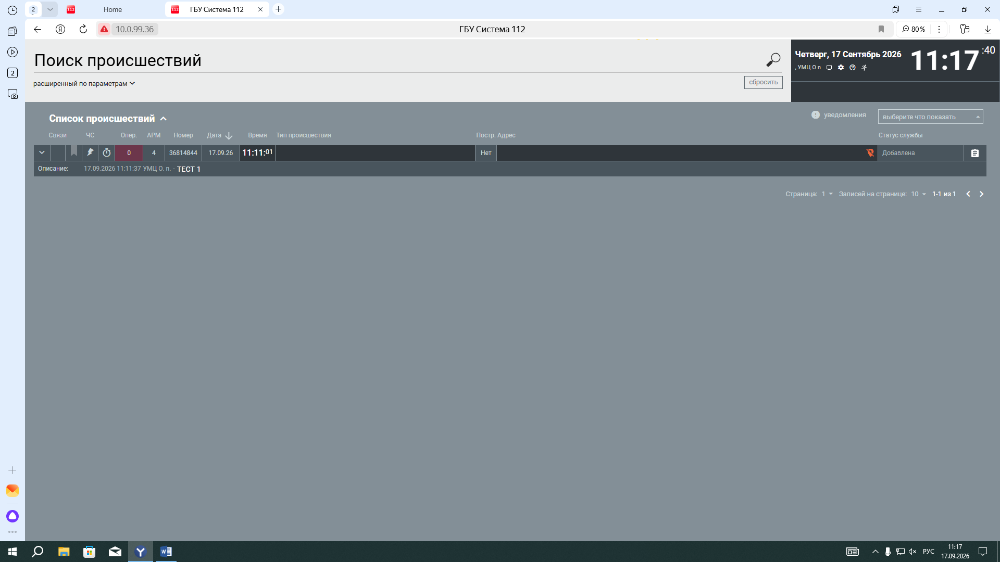 2
112
Home
112
ГБУ Система 112
Я
10.0.99.36
ГБУ Система 112
80 %
2
Поиск происшествий
расширенный по параметрам
сбросить
Четверг, 17 Сентябрь 2026
, УМЦ О п
11:17
:40
Список происшествий
уведомления
выберите что показать
Связи ЧС Опер. АРМ Номер Дата Время Тип происшествия Постр. Адрес Статус службы
0 4 36814844 17.09.26 11:11:01 Нет Добавлена
Описание: 17.09.2026 11:11:37 УМЦ О. п. - ТЕСТ 1
Страница: 1 Записей на странице: 10 1-1 из 1
РУС
11:17
17.09.2026